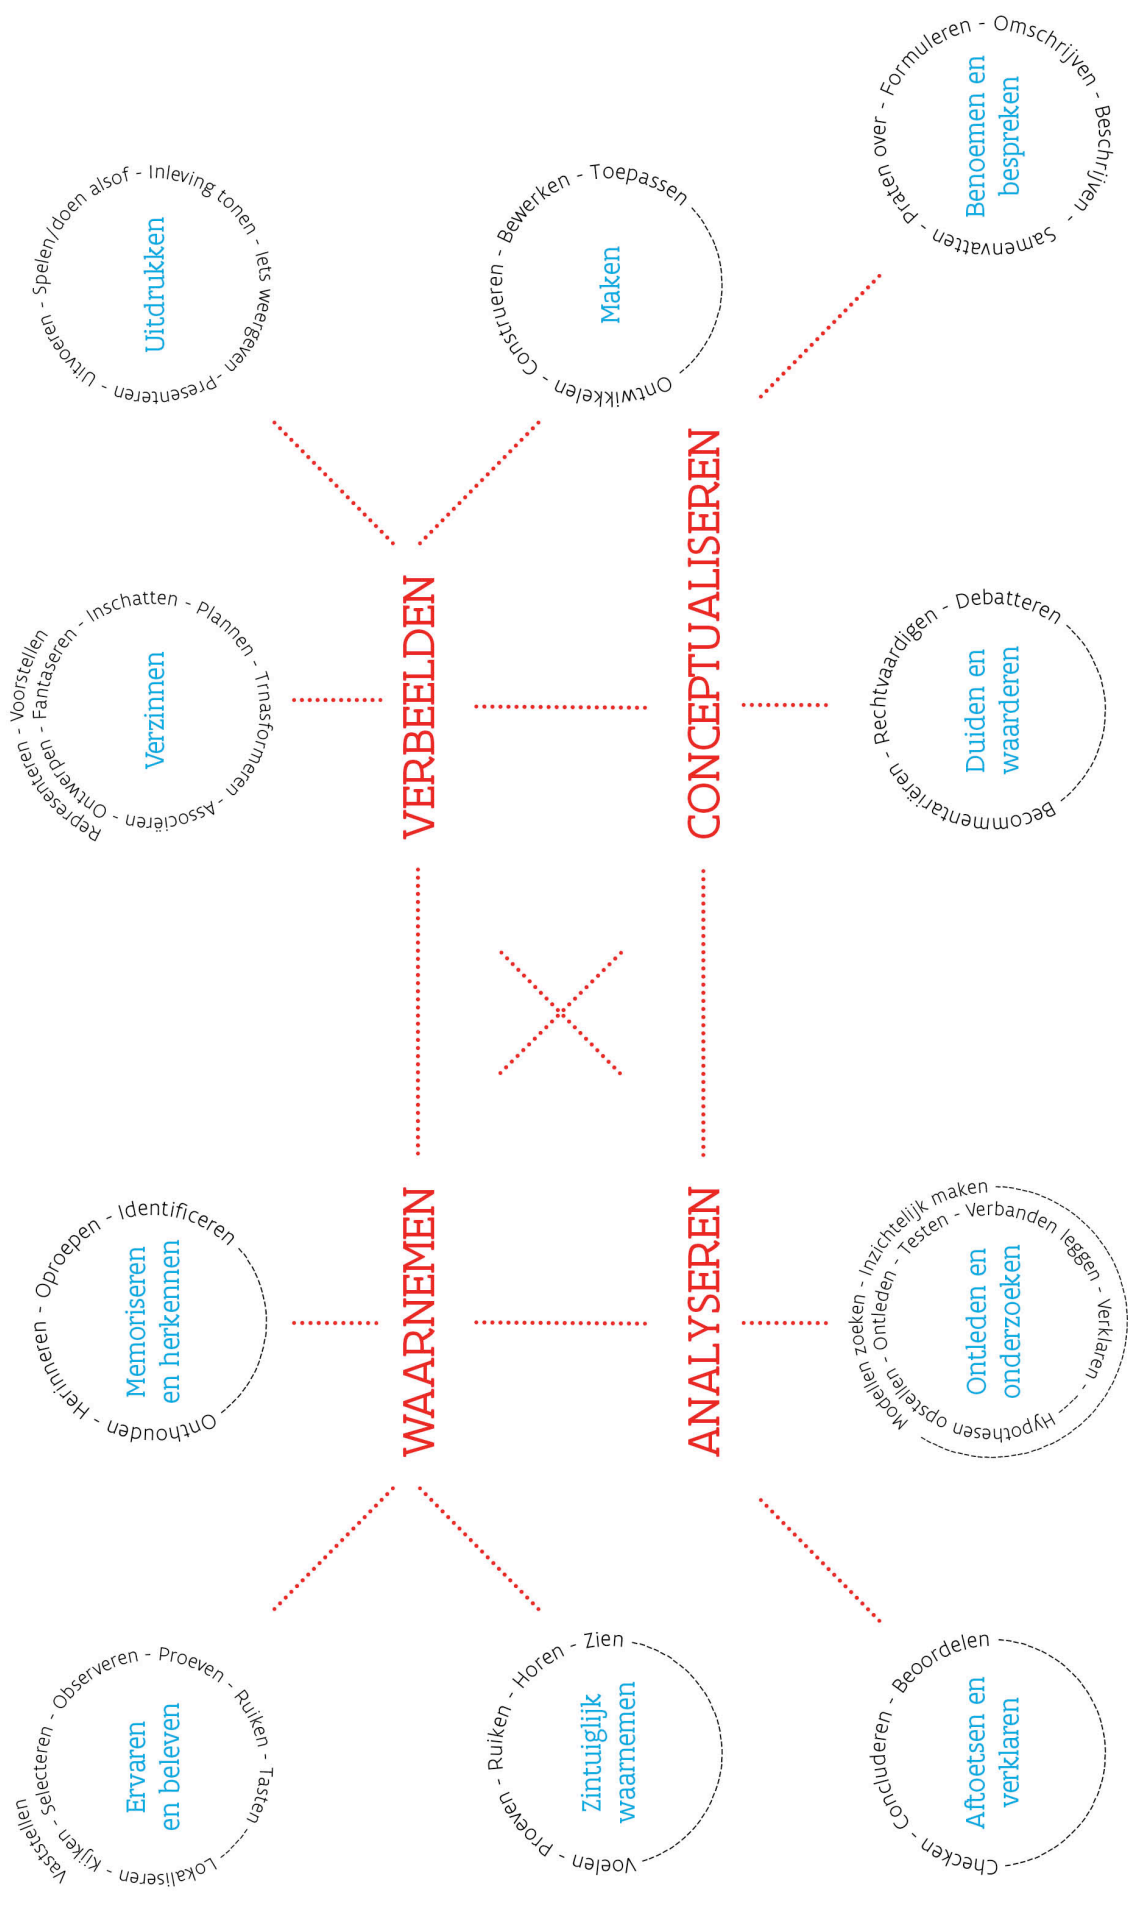 Vaststellen
Lokaliseren - Kijken - Selecteren - Observeren - Proeven - Ruiken - Tasten
Ervaren
en beleven
Onthouden - Herinneren - Oproepen - Identificeren
Memoriseren
en herkennen
Representeren - Voorstellen
Associëren - Ontwerpen - Fantaseren - Inschatten - Plannen - Trnasformeren -
Verzinnen
Presenteren - Uitvoeren - Spelen/doen alsof - Inleving tonen - Iets weergeven -
Uitdrukken
WAARNEMEN
VERBEELDEN
Voelen - Proeven - Ruiken - Horen - Zien
Zintuiglijk
waarnemen
Ontwikkelen - Construeren - Bewerken - Toepassen
Maken
ANALYSEREN
CONCEPTUALISEREN
Checken - Concluderen - Beoordelen
Aftoetsen en
verklaren
Modellen zoeken - Inzichtelijk maken
Hypothesen opstellen - Ontleden - Testen - Verbanden leggen - Verklaren -
Ontleden en
onderzoeken
Becommentariëren - Rechtvaardigen - Debatteren
Duiden en
waarderen
Samenvatten - Praten over - Formuleren - Omschrijven - Beschrijven -
Benoemen en
bespreken